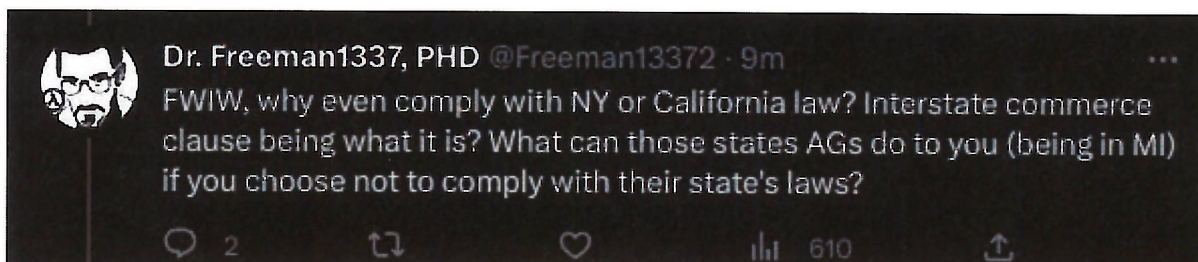 Dr. Freeman1337, PHD @Freeman13372 · 9m
FWIW, why even comply with NY or California law? Interstate commerce
clause being what it is? What can those states AGs do to you (being in MI)
if you choose not to comply with their state's laws?
2 610